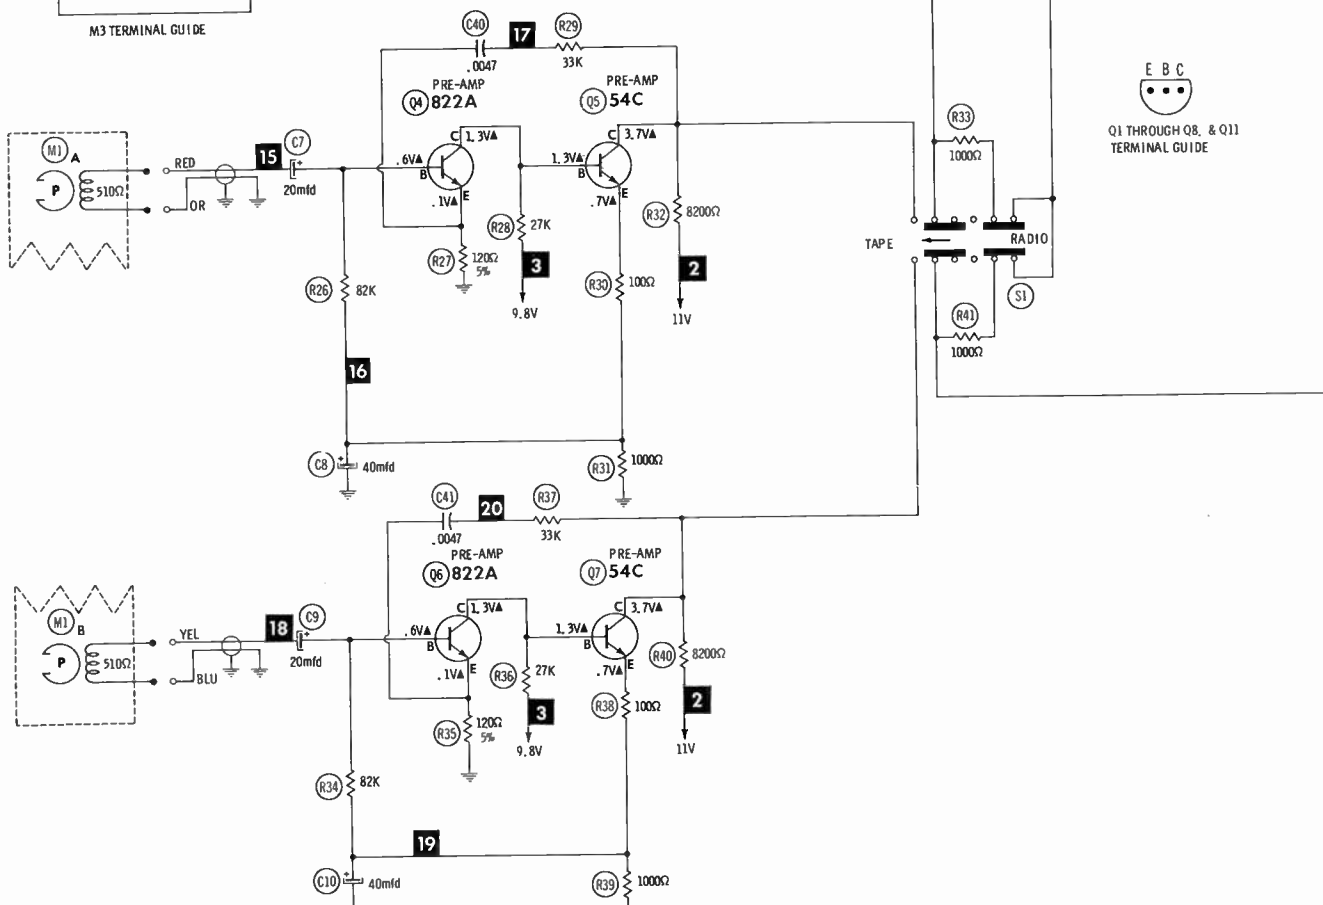 M3 TERMINAL GUIDE
C40
17
R29
.0047
33K
PRE-AMP
Q4 822A
PRE-AMP
Q5 54C
E B C
Q1 THROUGH Q8, & Q11
TERMINAL GUIDE
R33
1000Ω
M1 A
P
510Ω
RED
OR
15
C7
+
20mfd
.6V▲
B
C
1.3V▲
E
.1V▲
1.3V▲
B
C
3.7V▲
E
.7V▲
R28
27K
R32
8200Ω
R27
120Ω
5%
3
9.8V
R30
100Ω
2
11V
R26
82K
TAPE
RADIO
S1
R41
1000Ω
16
C8
+
40mfd
R31
1000Ω
C41
20
R37
.0047
33K
PRE-AMP
Q6 822A
PRE-AMP
Q7 54C
M1 B
P
510Ω
YEL
BLU
18
C9
+
20mfd
.6V▲
B
C
1.3V▲
E
.1V▲
1.3V▲
B
C
3.7V▲
E
.7V▲
R36
27K
R40
8200Ω
R35
120Ω
5%
3
9.8V
R38
100Ω
2
11V
R34
82K
19
C10
+
40mfd
R39
1000Ω